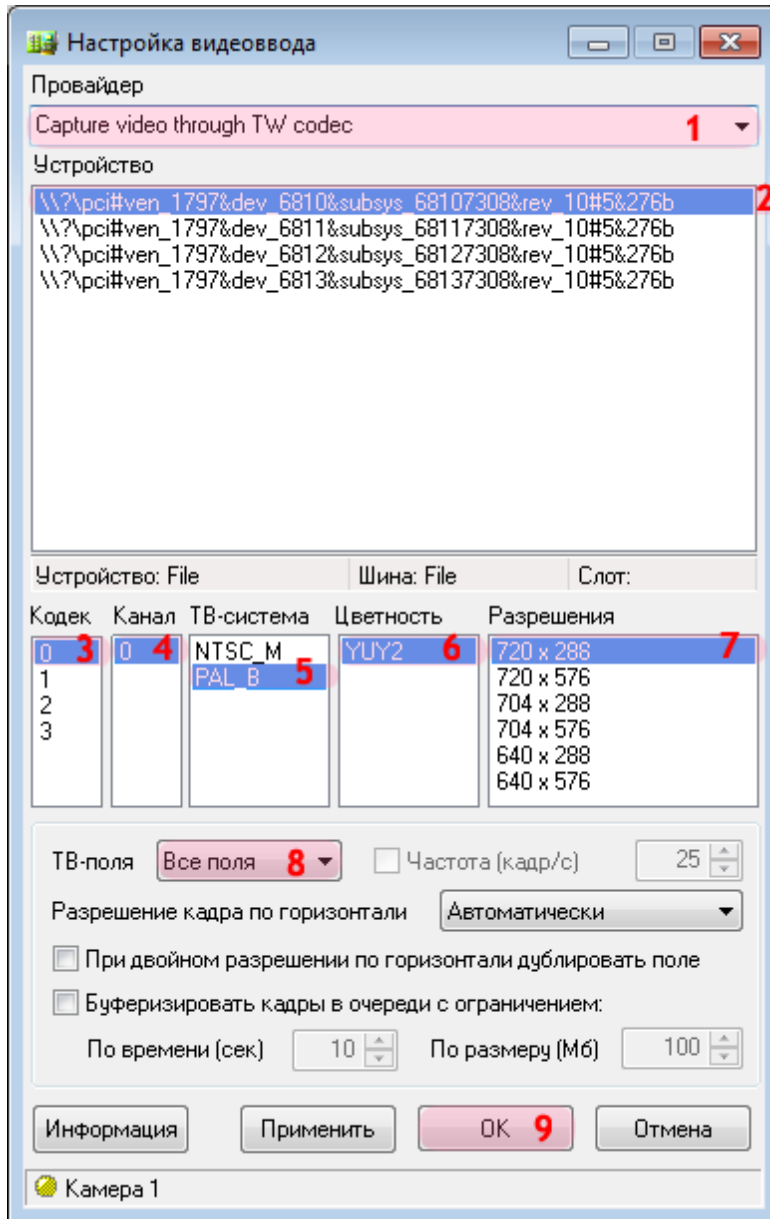 Настройка видеоввода
Провайдер
Capture video through TW codec 1
Устройство
\\?\pci#ven_1797&dev_6810&subsys_68107308&rev_10#5&276b 2
\\?\pci#ven_1797&dev_6811&subsys_68117308&rev_10#5&276b
\\?\pci#ven_1797&dev_6812&subsys_68127308&rev_10#5&276b
\\?\pci#ven_1797&dev_6813&subsys_68137308&rev_10#5&276b
Устройство: File Шина: File Слот:
Кодек Канал ТВ-система Цветность Разрешения
0 3 0 4 NTSC_M YUY2 6 720 x 288 7
1 PAL_B 5 720 x 576
2 704 x 288
3 704 x 576
640 x 288
640 x 576
ТВ-поля Все поля 8 Частота (кадр/с) 25
Разрешение кадра по горизонтали Автоматически
При двойном разрешении по горизонтали дублировать поле
Буферизировать кадры в очереди с ограничением:
По времени (сек) 10 По размеру (Мб) 100
Информация Применить OK 9 Отмена
Камера 1